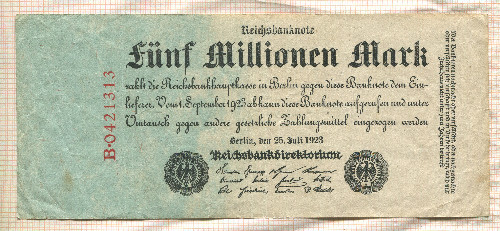 Reichsbanknote
Fünf Millionen Mark
zahlt die Reichsbankhauptkasse in Berlin gegen diese Banknote dem Ein-
lieferer. Vom 1. September 1923 ab kann diese Banknote aufgerufen und unter
Umtausch gegen andere gesetzliche Zahlungsmittel eingezogen werden
Berlin, den 25. Juli 1923
Reichsbankdirektorium
B·0421313